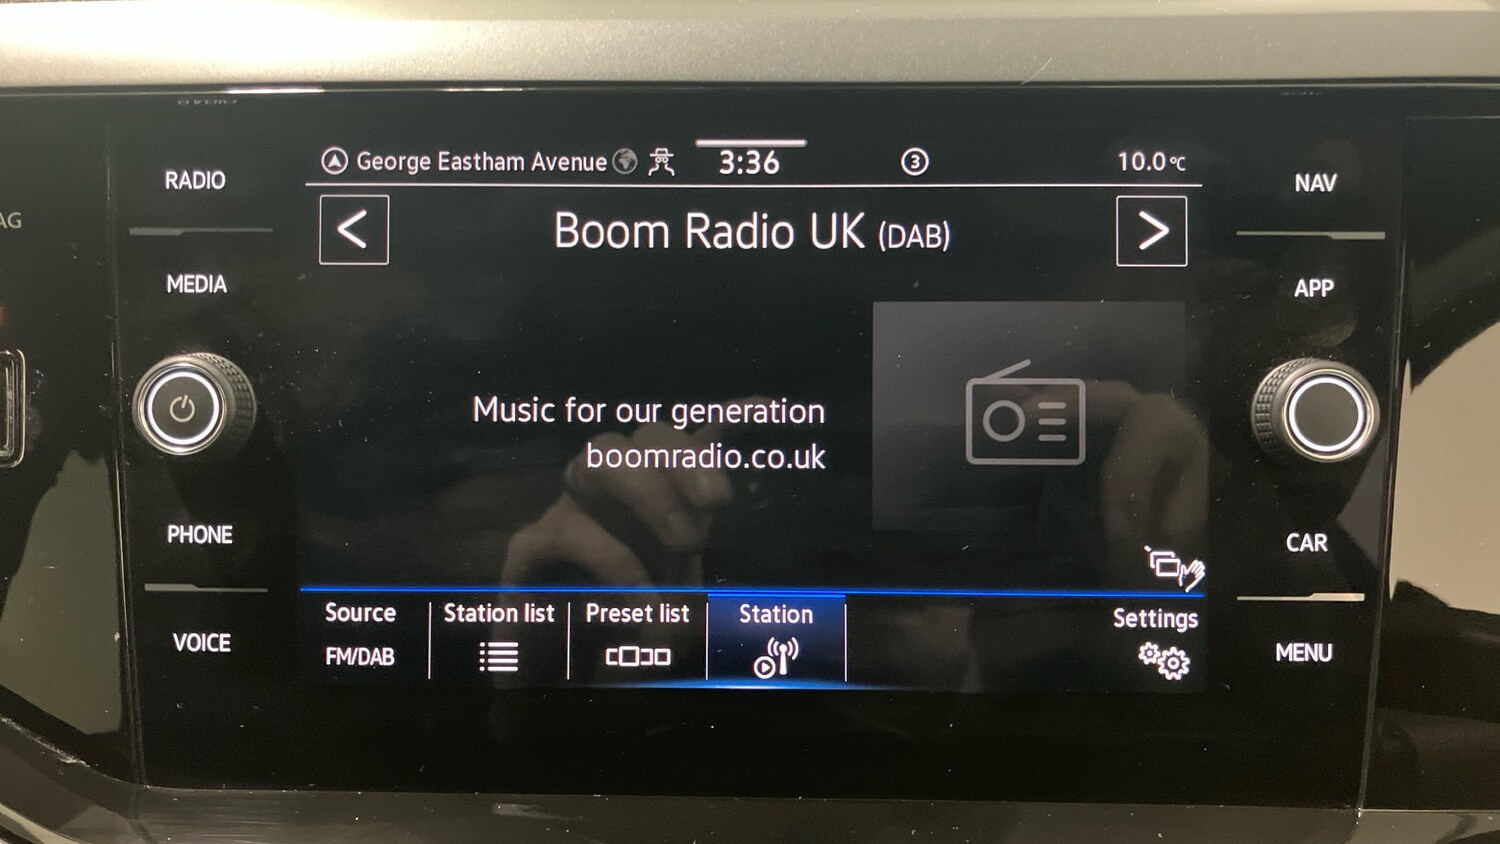 AG
RADIO
MEDIA
PHONE
VOICE
George Eastham Avenue
3:36
3
10.0°C
Boom Radio UK (DAB)
Music for our generation
boomradio.co.uk
Source
FM/DAB
Station list
Preset list
Station
Settings
NAV
APP
CAR
MENU